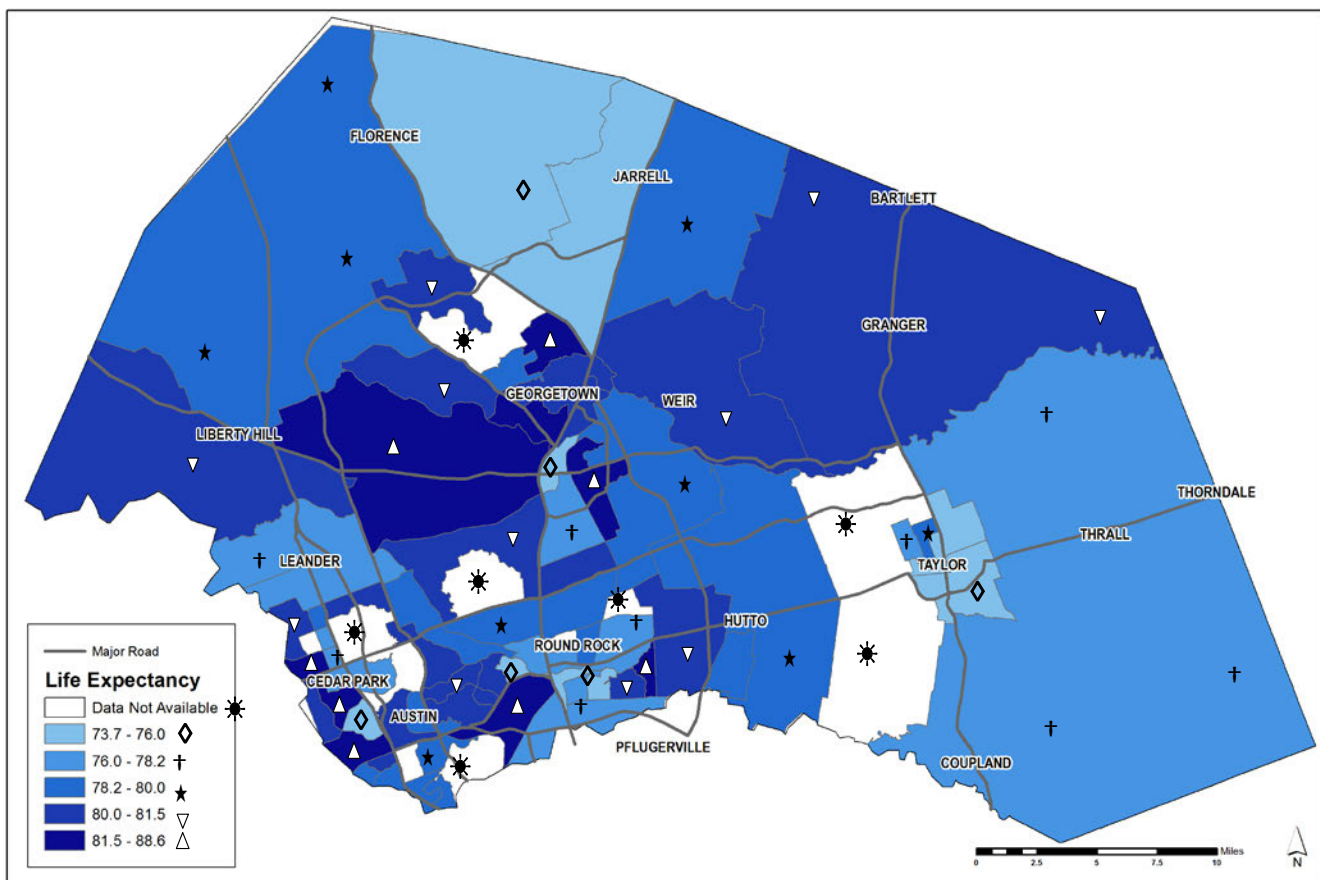 FLORENCE
JARRELL
BARTLETT
GRANGER
GEORGETOWN
WEIR
LIBERTY HILL
THORNDALE
THRALL
LEANDER
TAYLOR
HUTTO
ROUND ROCK
CEDAR PARK
AUSTIN
PFLUGERVILLE
COUPLAND
Major Road
Life Expectancy
Data Not Available
73.7 - 76.0
76.0 - 78.2
78.2 - 80.0
80.0 - 81.5
81.5 - 88.6
Miles
0 2.5 5 7.5 10
N